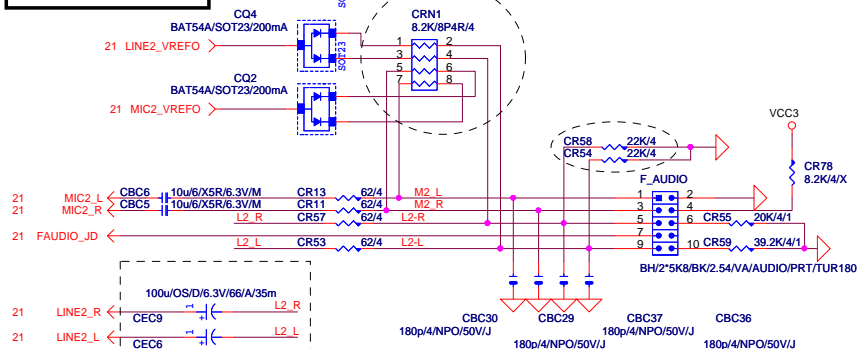 SO
CQ4
BAT54A/SOT23/200mA
21 LINE2_VREFO
SOT23
CRN1
8.2K/8P4R/4
1 2
3 4
5 6
7 8
CQ2
BAT54A/SOT23/200mA
21 MIC2_VREFO
VCC3
CR58 22K/4
CR54 22K/4
CR78
8.2K/4/X
F_AUDIO
21 MIC2_L CBC6 10u/6/X5R/6.3V/M CR13 62/4 M2_L 1 2
21 MIC2_R CBC5 10u/6/X5R/6.3V/M CR11 62/4 M2_R 3 4
L2_R CR57 62/4 L2-R 5 6 CR55 20K/4/1
21 FAUDIO_JD 7
L2_L CR53 62/4 L2-L 9 10 CR59 39.2K/4/1
BH/2*5K8/BK/2.54/VA/AUDIO/PRT/TUR180
100u/OS/D/6.3V/66/A/35m
21 LINE2_R CEC9 1 + L2_R
21 LINE2_L CEC6 1 + L2_L
CBC30 CBC29 CBC37 CBC36
180p/4/NPO/50V/J 180p/4/NPO/50V/J
180p/4/NPO/50V/J 180p/4/NPO/50V/J